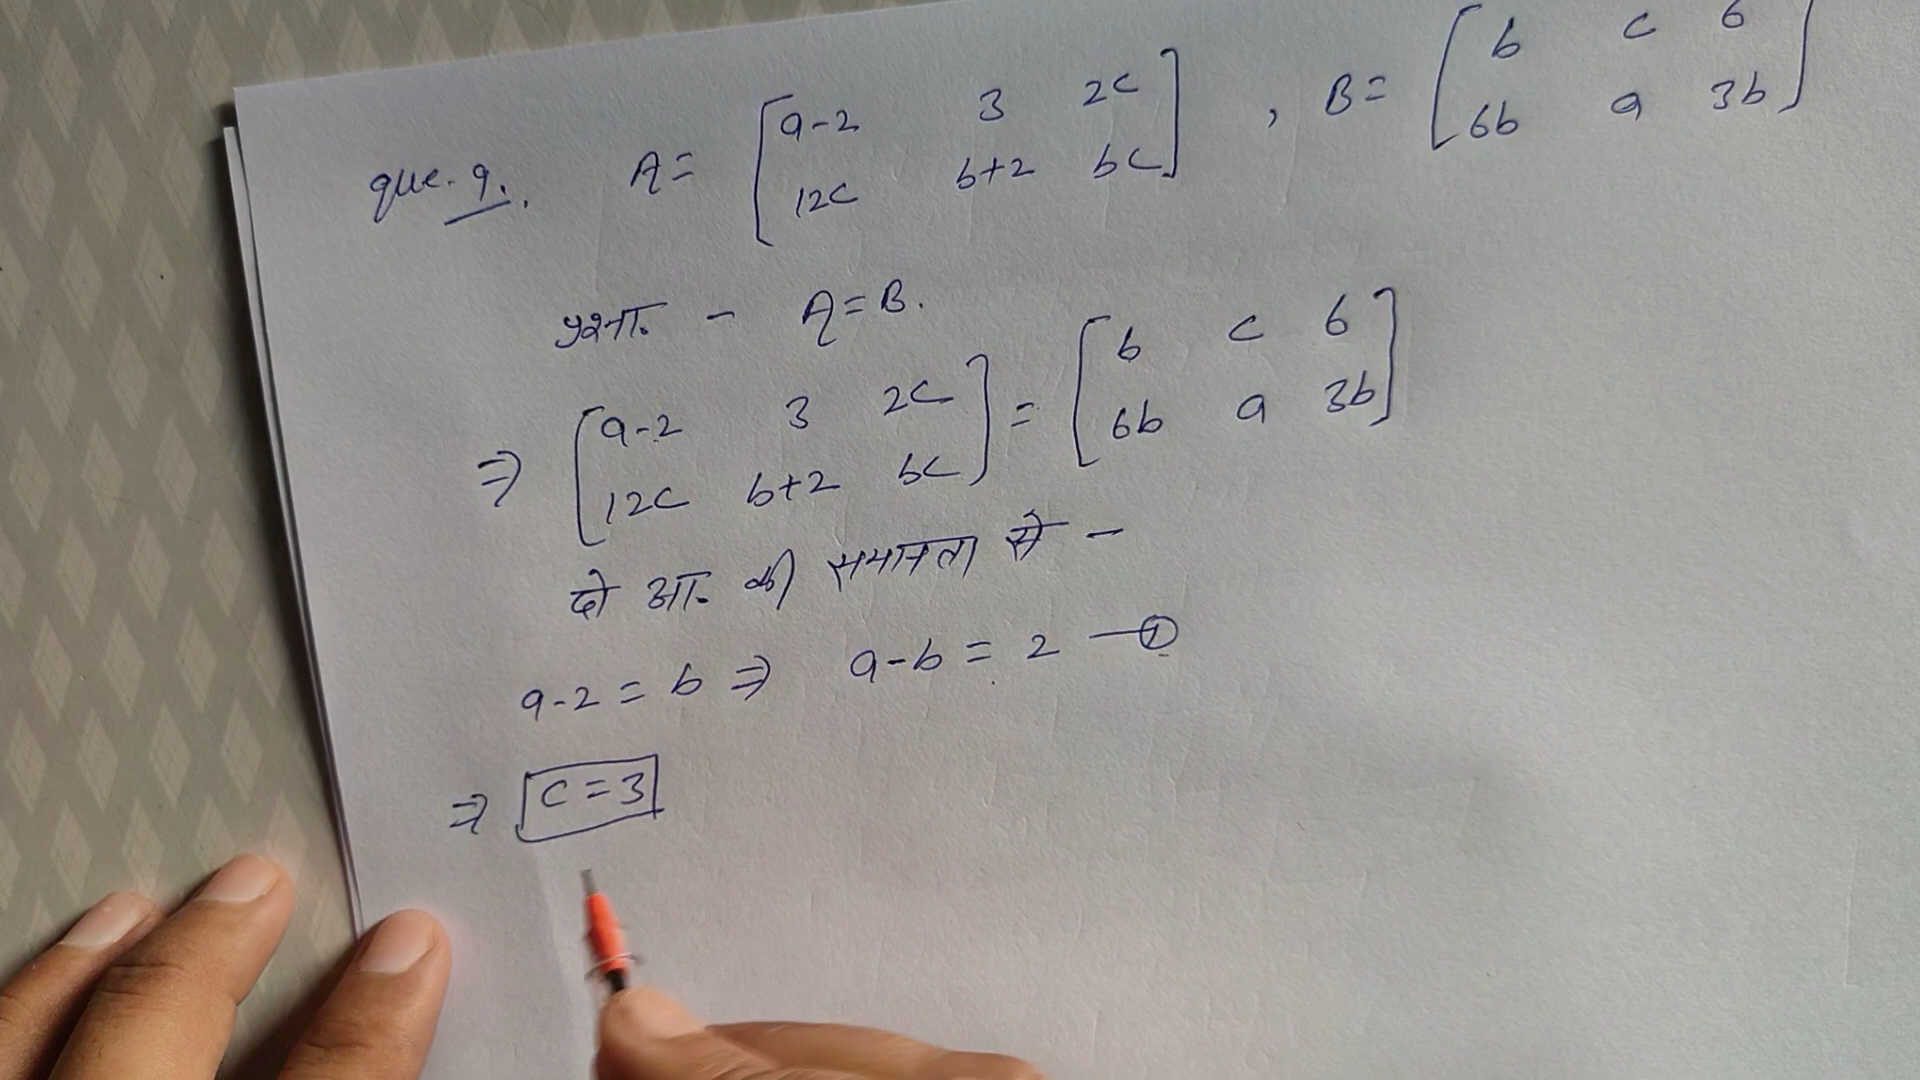 que. 9. A = [a-2 3 2c , B = [b c 6
12c b+2 bc] 6b a 3b]
प्रश्ना. - A = B.
⇒ [a-2 3 2c = [b c 6
12c b+2 bc] 6b a 3b]
दो आ. की समानता से -
a-2 = b ⇒ a-b = 2 —①
⇒ c = 3